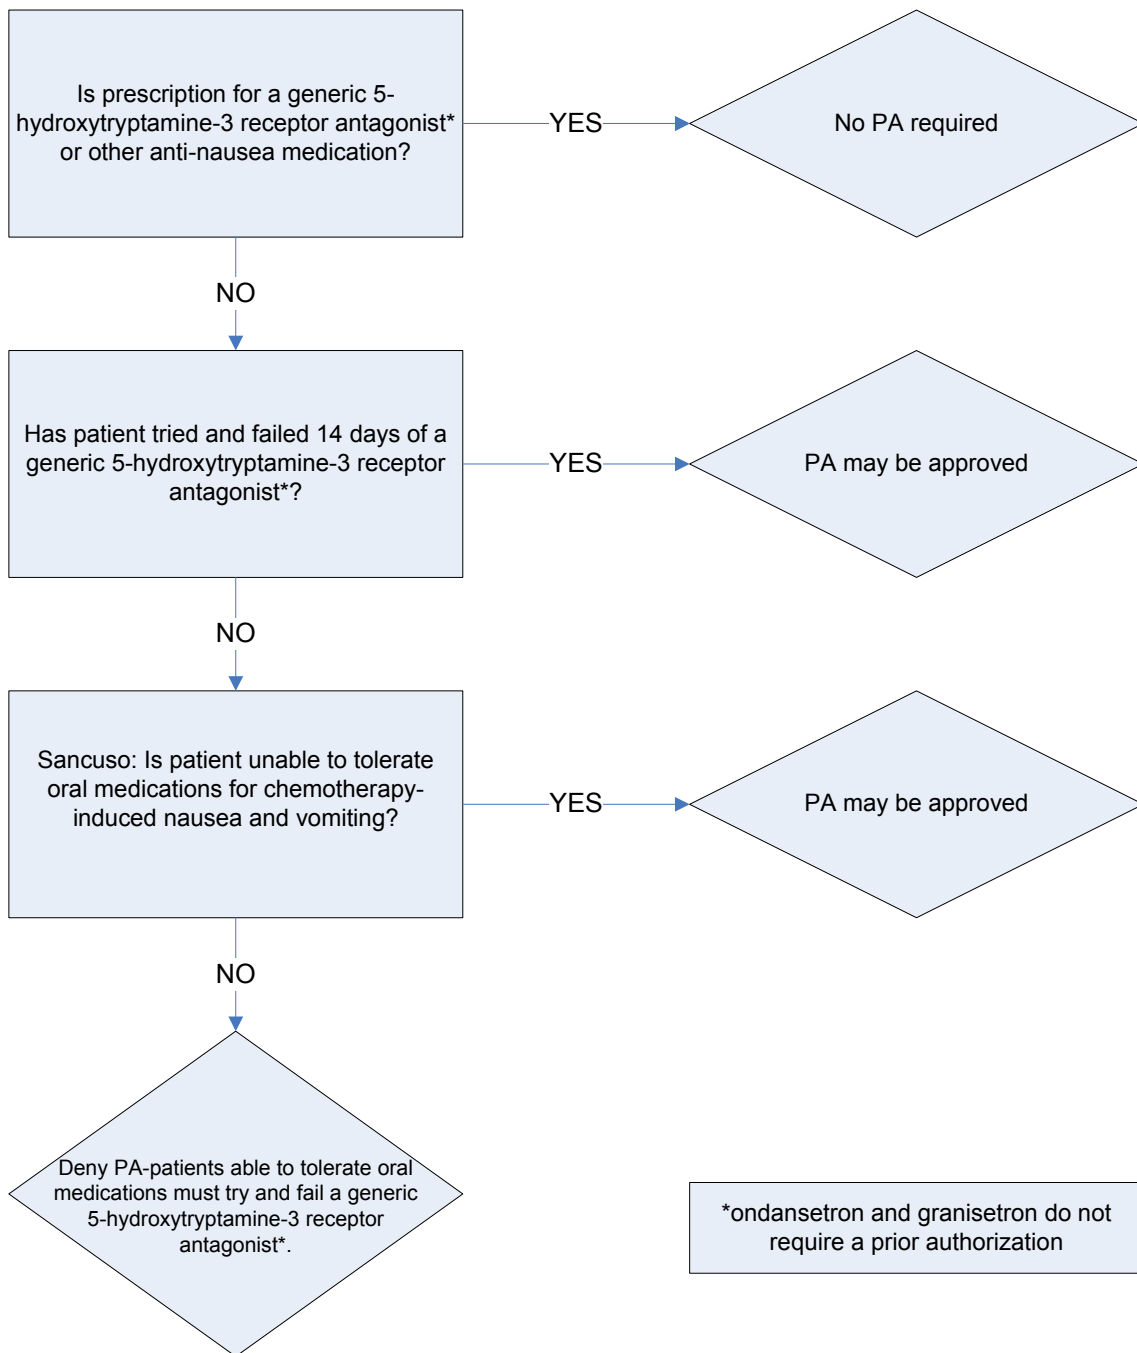 Is prescription for a generic 5-
hydroxytryptamine-3 receptor antagonist*
or other anti-nausea medication?
YES
No PA required
NO
Has patient tried and failed 14 days of a
generic 5-hydroxytryptamine-3 receptor
antagonist*?
YES
PA may be approved
NO
Sancuso: Is patient unable to tolerate
oral medications for chemotherapy-
induced nausea and vomiting?
YES
PA may be approved
NO
Deny PA-patients able to tolerate oral
medications must try and fail a generic
5-hydroxytryptamine-3 receptor
antagonist*.
*ondansetron and granisetron do not
require a prior authorization